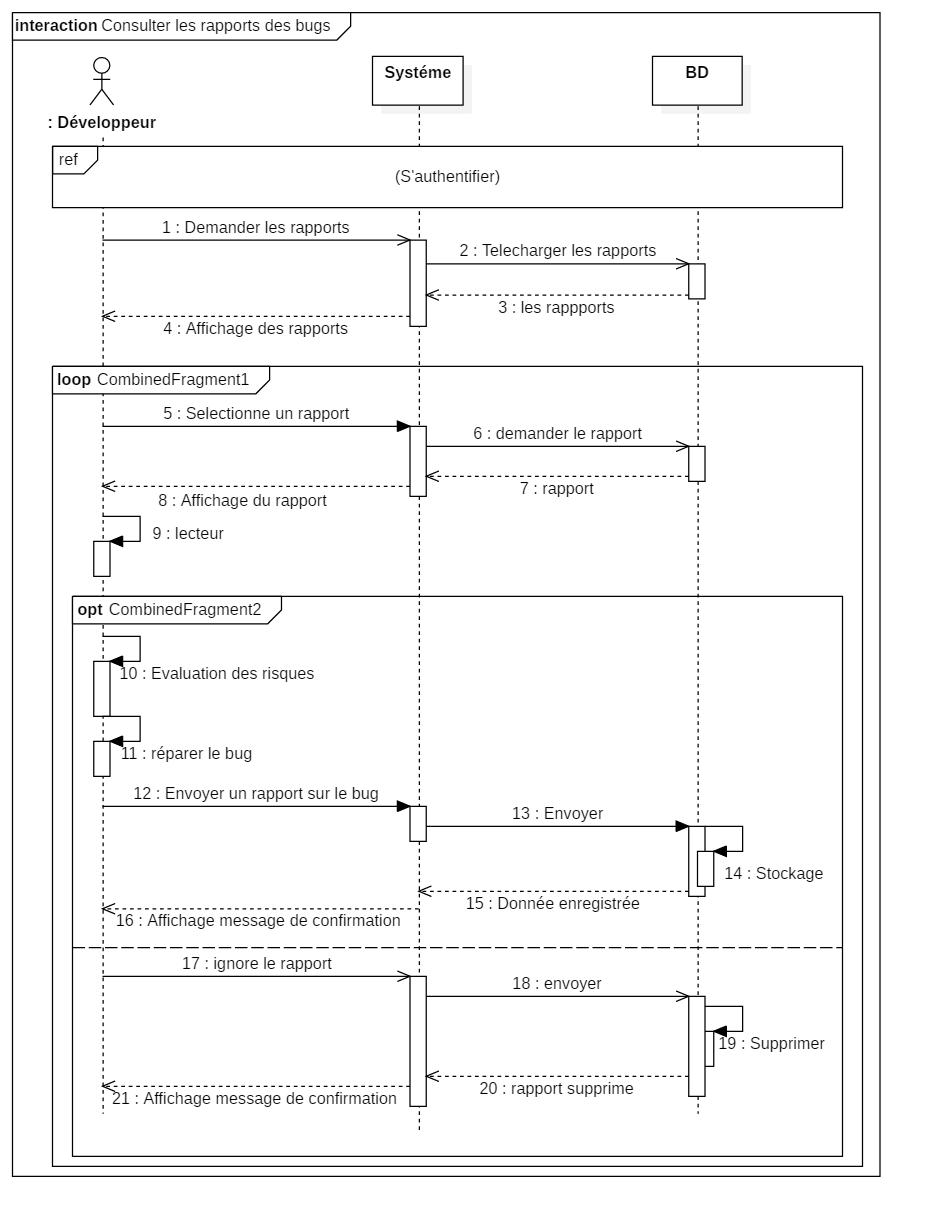 interaction Consulter les rapports des bugs
: Développeur
Systéme
BD
ref
(S'authentifier)
1 : Demander les rapports
2 : Telecharger les rapports
3 : les rappports
4 : Affichage des rapports
loop CombinedFragment1
5 : Selectionne un rapport
6 : demander le rapport
7 : rapport
8 : Affichage du rapport
9 : lecteur
opt CombinedFragment2
10 : Evaluation des risques
11 : réparer le bug
12 : Envoyer un rapport sur le bug
13 : Envoyer
14 : Stockage
15 : Donnée enregistrée
16 : Affichage message de confirmation
17 : ignore le rapport
18 : envoyer
19 : Supprimer
20 : rapport supprime
21 : Affichage message de confirmation